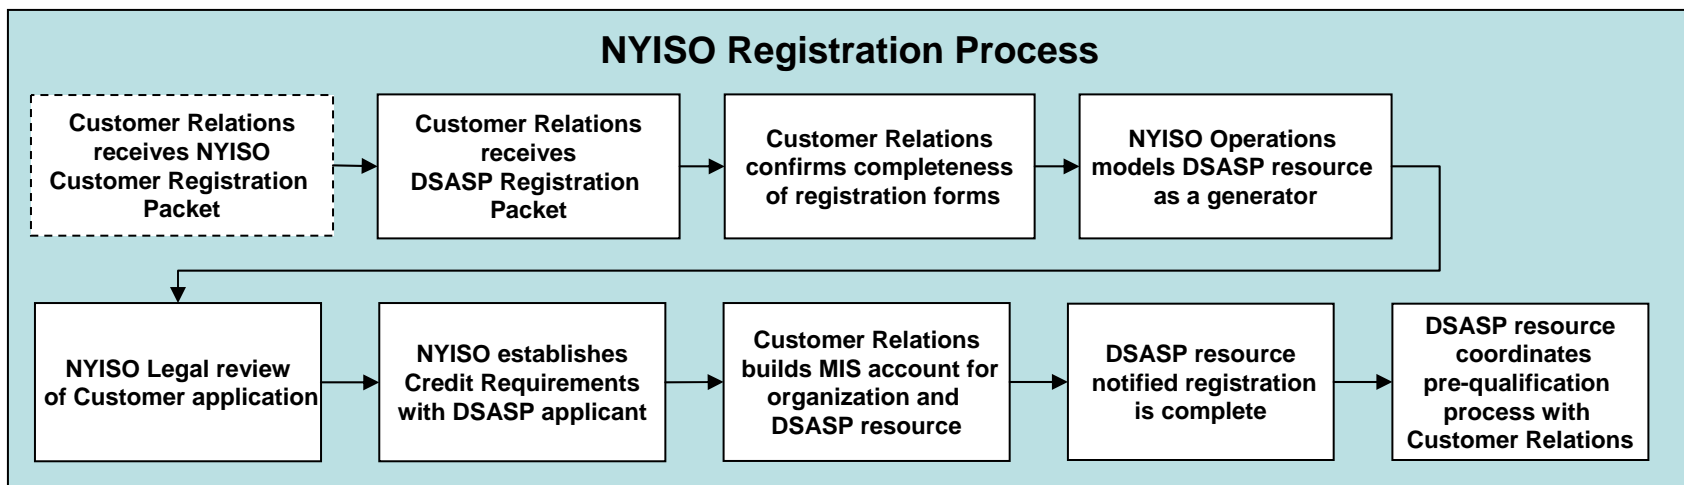 NYISO Registration Process
Customer Relations
receives NYISO
Customer Registration
Packet
Customer Relations
receives
DSASP Registration
Packet
Customer Relations
confirms completeness
of registration forms
NYISO Operations
models DSASP resource
as a generator
NYISO Legal review
of Customer application
NYISO establishes
Credit Requirements
with DSASP applicant
Customer Relations
builds MIS account for
organization and
DSASP resource
DSASP resource
notified registration
is complete
DSASP resource
coordinates
pre-qualification
process with
Customer Relations